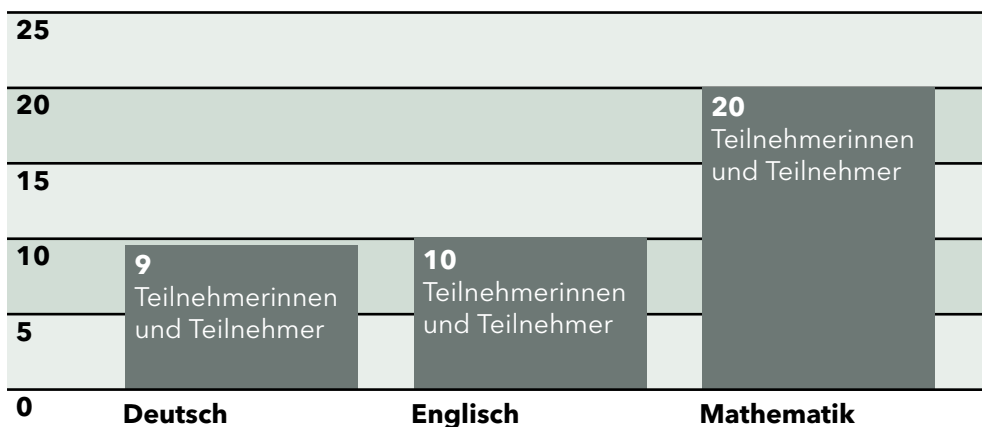 25
20
15
10
5
0
9
Teilnehmerinnen
und Teilnehmer
10
Teilnehmerinnen
und Teilnehmer
20
Teilnehmerinnen
und Teilnehmer
Deutsch
Englisch
Mathematik